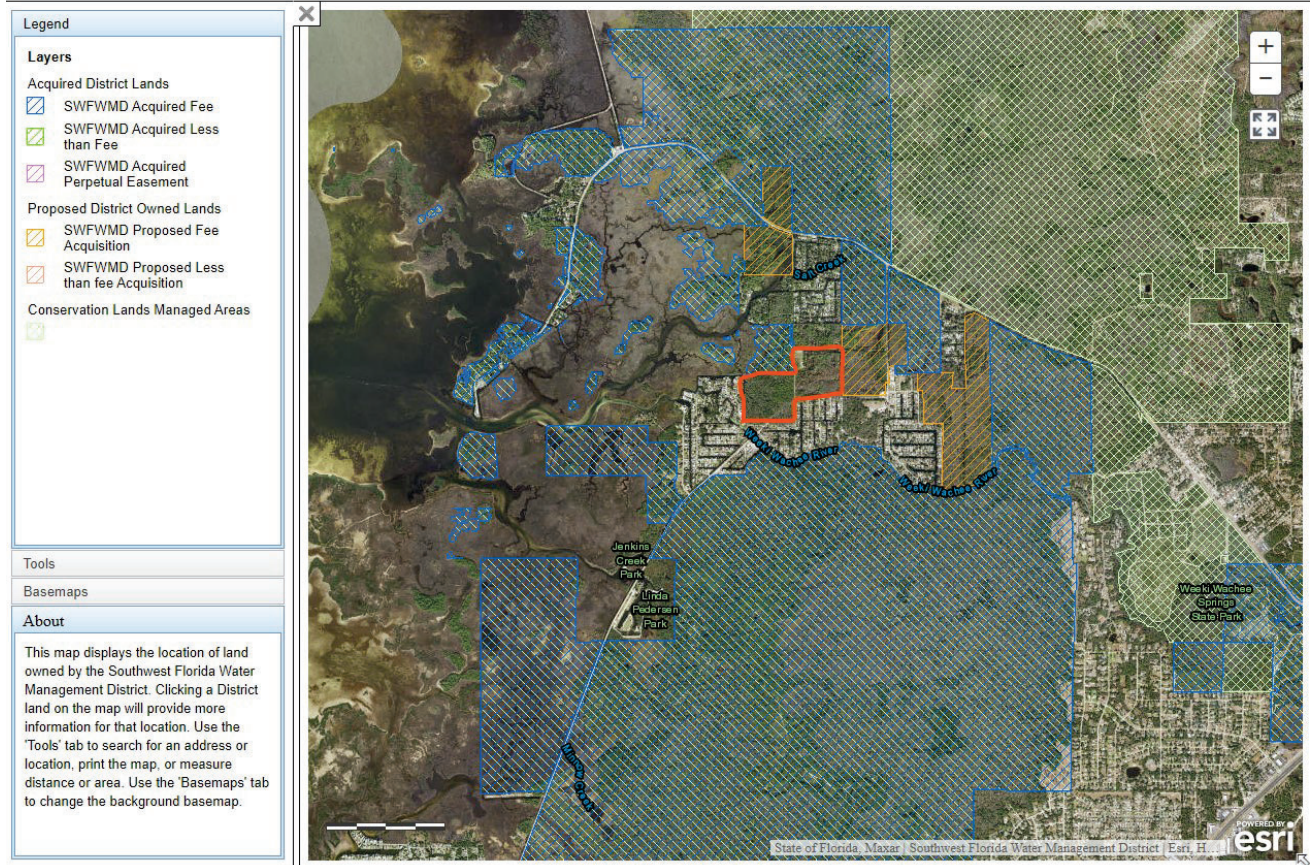 Legend
Layers
Acquired District Lands
SWFWMD Acquired Fee
SWFWMD Acquired Less
than Fee
SWFWMD Acquired
Perpetual Easement
Proposed District Owned Lands
SWFWMD Proposed Fee
Acquisition
SWFWMD Proposed Less
than fee Acquisition
Conservation Lands Managed Areas
Tools
Basemaps
About
This map displays the location of land
owned by the Southwest Florida Water
Management District. Clicking a District
land on the map will provide more
information for that location. Use the
'Tools' tab to search for an address or
location, print the map, or measure
distance or area. Use the 'Basemaps' tab
to change the background basemap.
+
−
Salt Creek
Weeki Wachee River
Weeki Wachee River
Jenkins
Creek
Park
Linda
Pedersen
Park
Weeki Wachee
Springs
State Park
Minnow Creek
POWERED BY
esri
State of Florida, Maxar | Southwest Florida Water Management District | Esri, H...